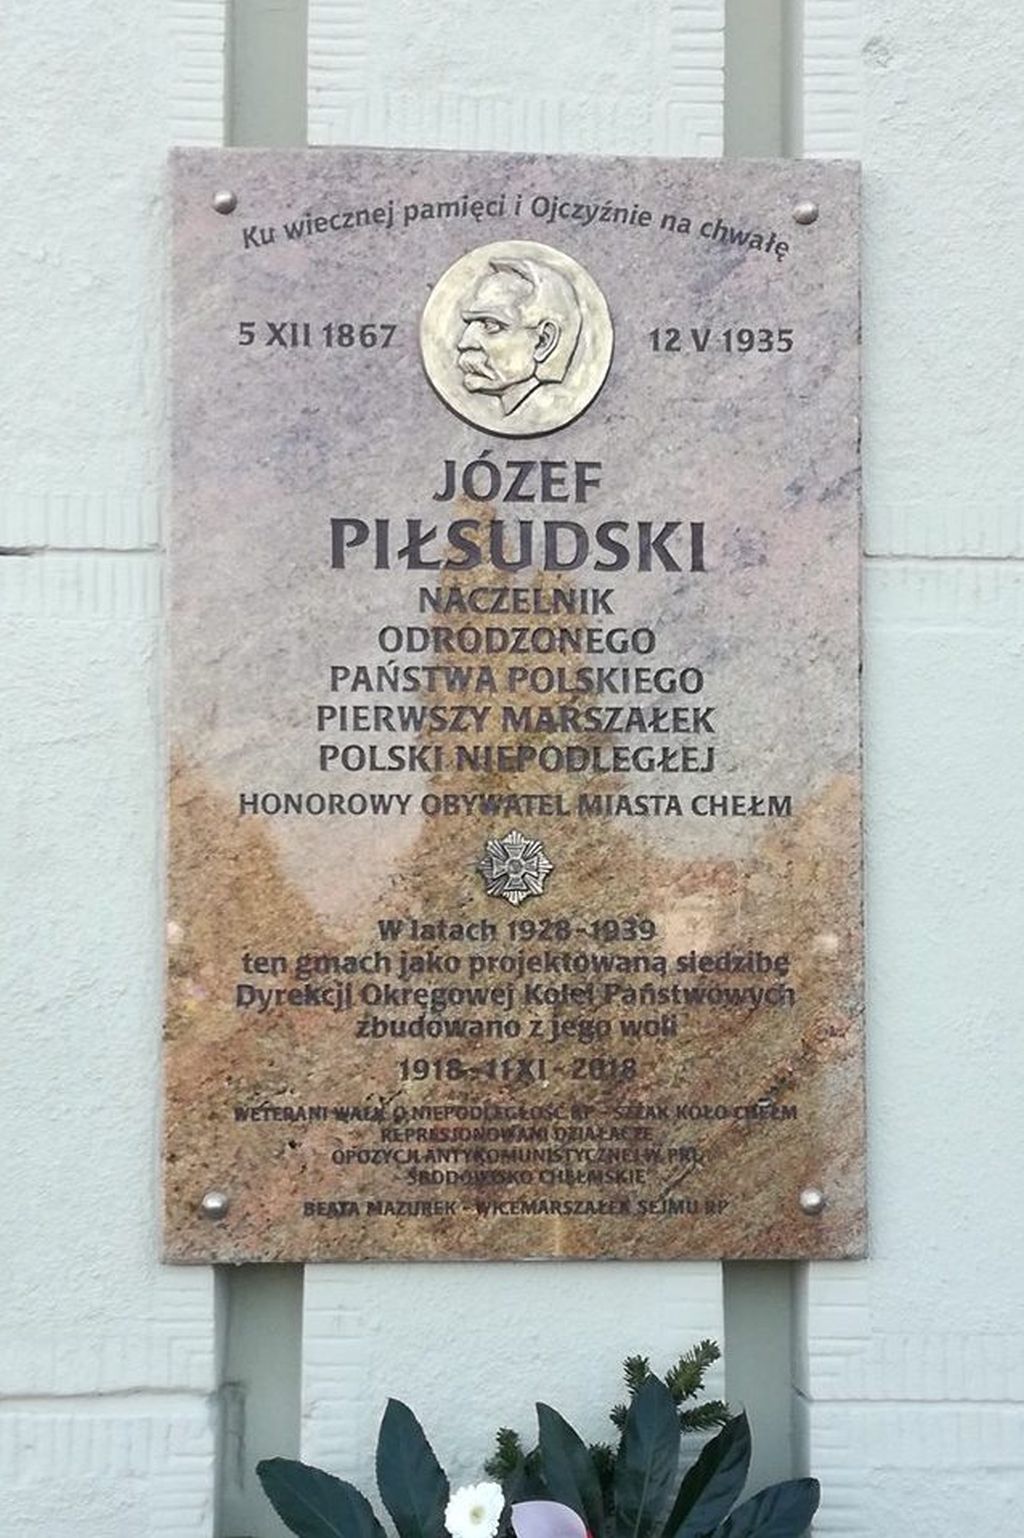 Ku wiecznej pamięci i Ojczyźnie na chwałę
5 XII 1867 12 V 1935
JÓZEF
PIŁSUDSKI
NACZELNIK
ODRODZONEGO
PAŃSTWA POLSKIEGO
PIERWSZY MARSZAŁEK
POLSKI NIEPODLEGŁEJ
HONOROWY OBYWATEL MIASTA CHEŁM
W latach 1928-1939
ten gmach jako projektowaną siedzibę
Dyrekcji Okręgowej Kolei Państwowych
zbudowano z jego woli
1918-11 XI-2018
WETERANI WALK O NIEPODLEGŁOŚĆ RP - ŚZŻAK KOŁO CHEŁM
REPRESJONOWANI DZIAŁACZE
OPOZYCJI ANTYKOMUNISTYCZNEJ W PRL
ŚRODOWISKO CHEŁMSKIE
BEATA MAZUREK - WICEMARSZAŁEK SEJMU RP